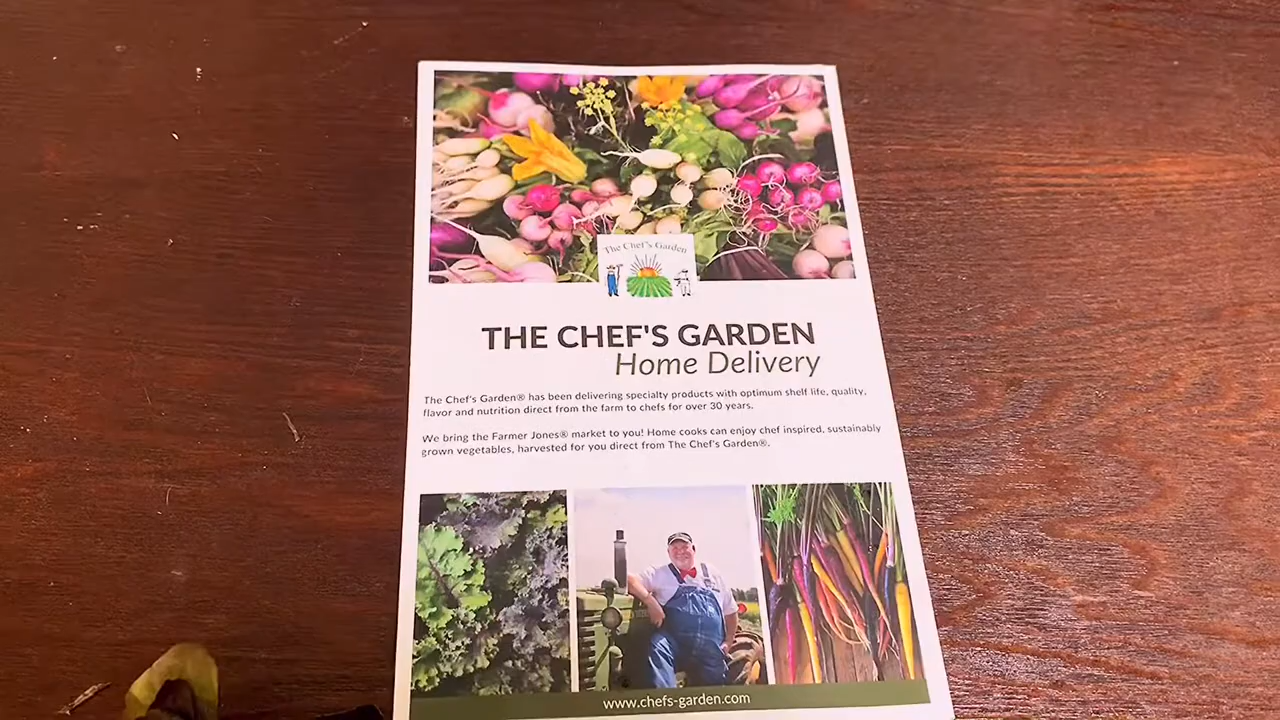 The Chef's Garden
THE CHEF'S GARDEN
Home Delivery
The Chef's Garden® has been delivering specialty products with optimum shelf life, quality,
flavor and nutrition direct from the farm to chefs for over 30 years.
We bring the Farmer Jones® market to you! Home cooks can enjoy chef inspired, sustainably
grown vegetables, harvested for you direct from The Chef's Garden®.
www.chefs-garden.com